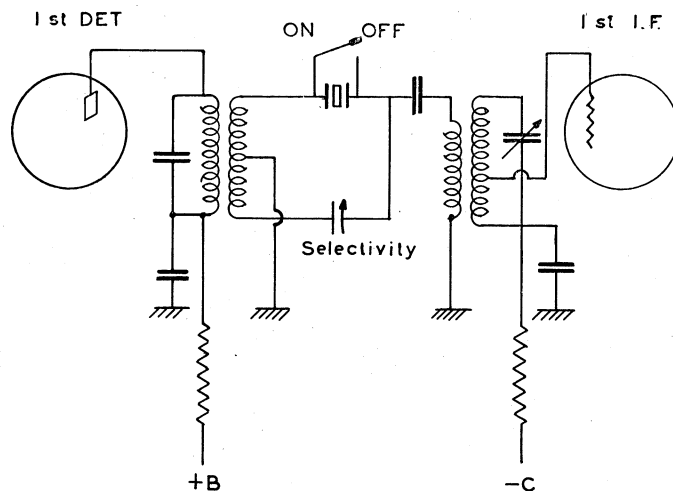 1st DET
1st I.F.
ON OFF
Selectivity
+B
-C